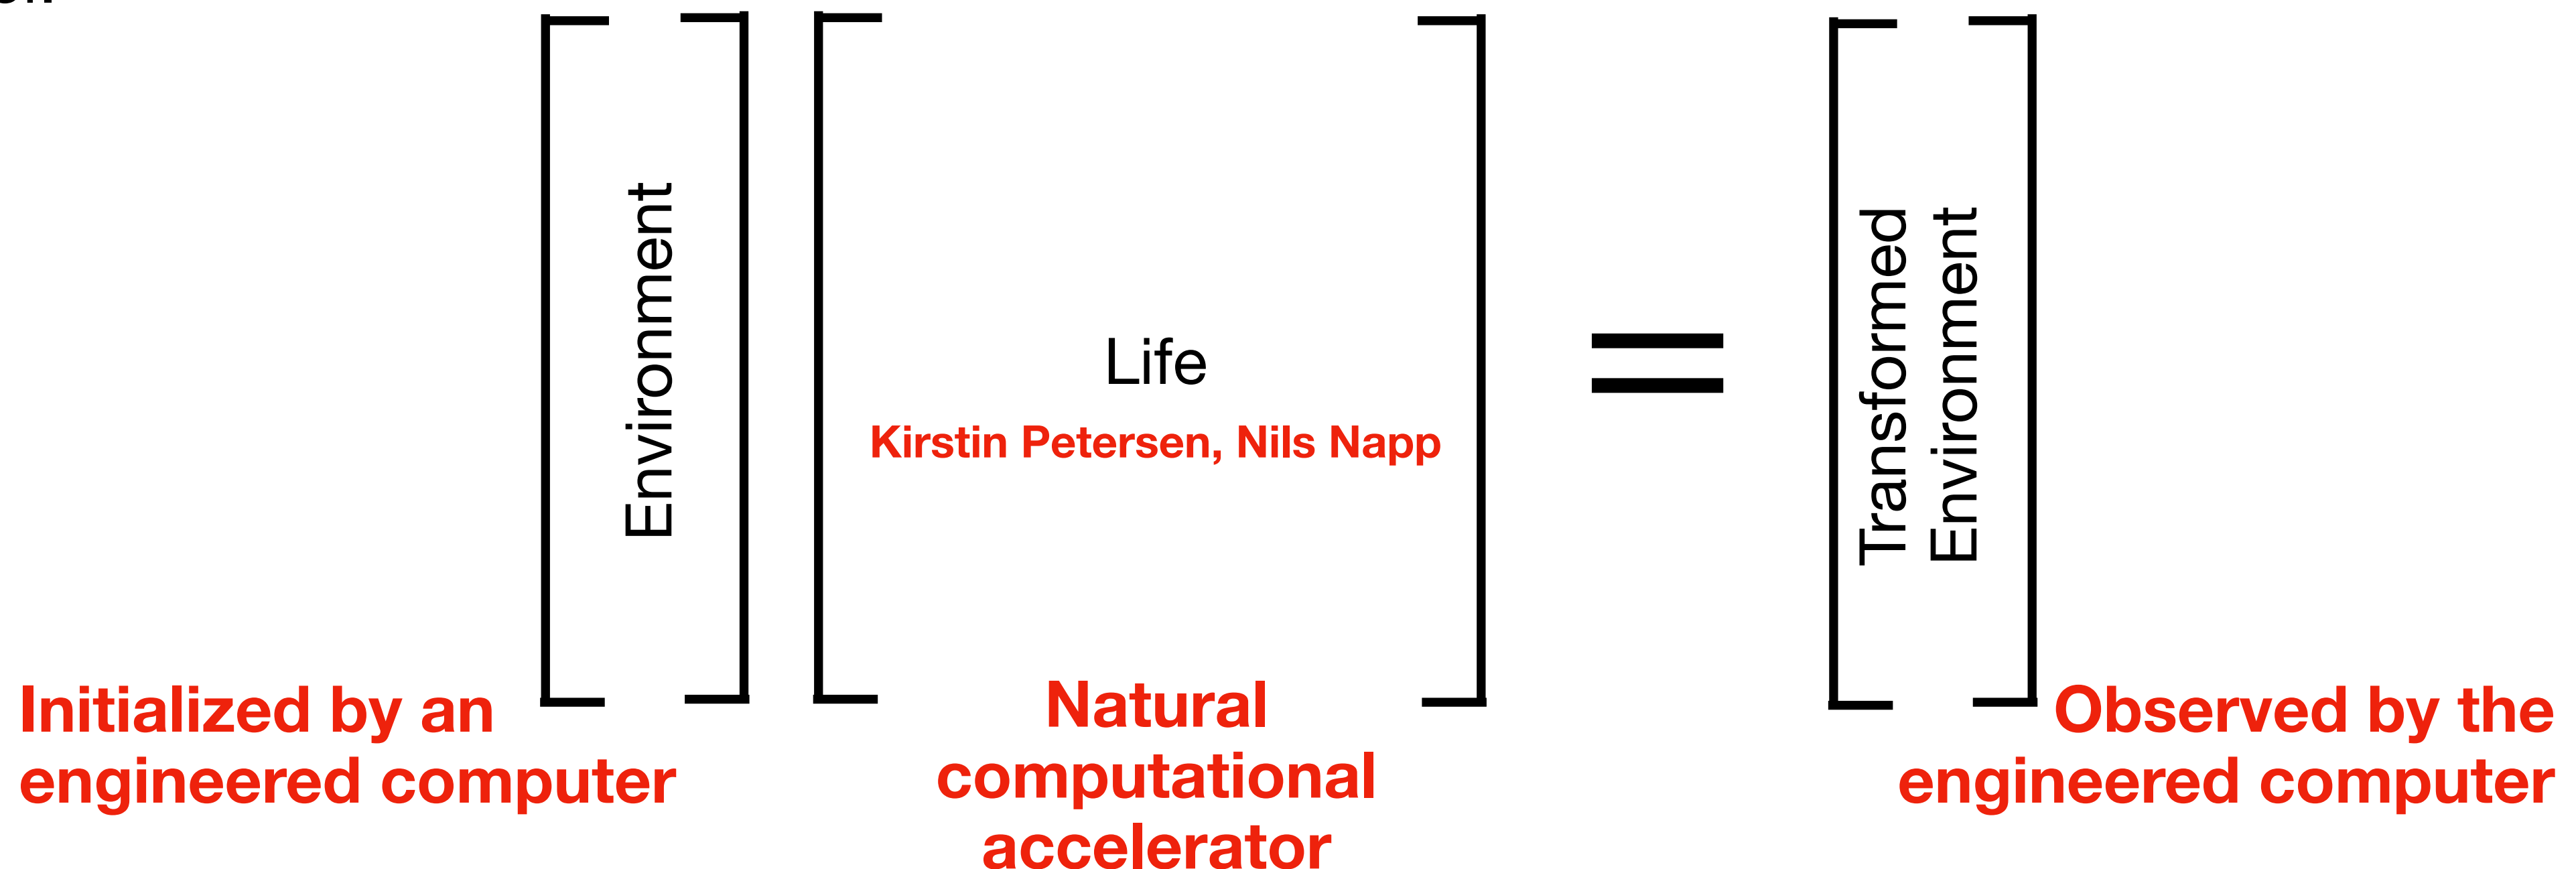 Environment
Life
Kirstin Petersen, Nils Napp
=
Transformed
Environment
Initialized by an
engineered computer
Natural
computational
accelerator
Observed by the
engineered computer